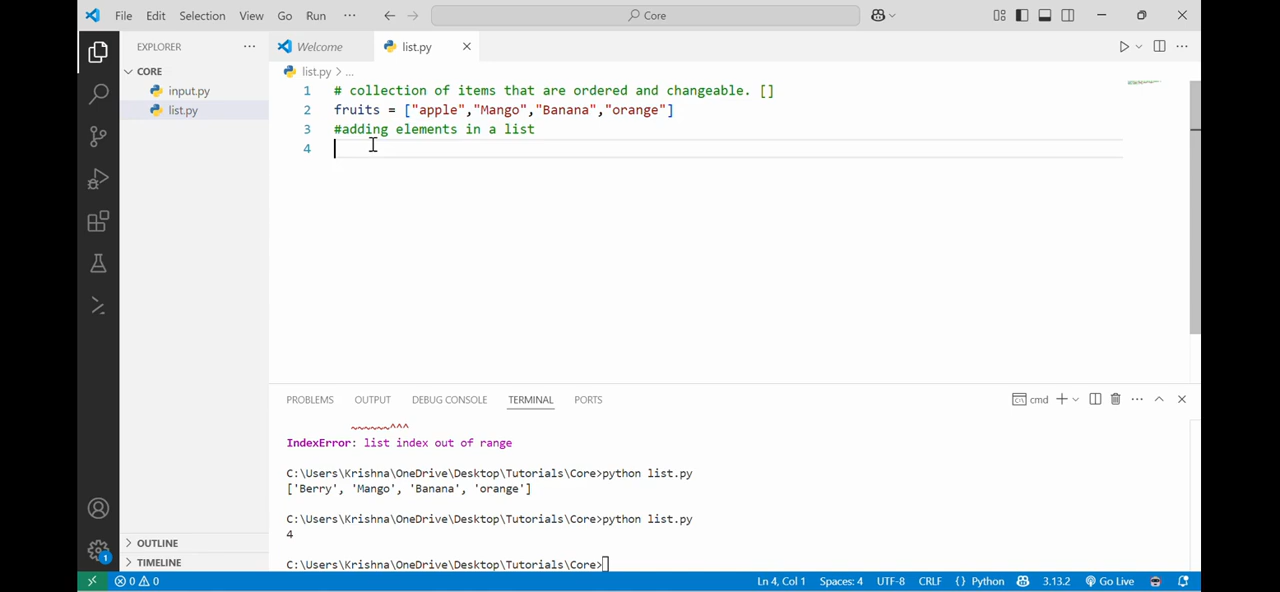 File Edit Selection View Go Run ··· Core
EXPLORER ··· Welcome list.py
CORE
list.py > ...
input.py
list.py
1 # collection of items that are ordered and changeable. []
2 fruits = ["apple","Mango","Banana","orange"]
3 #adding elements in a list
4
PROBLEMS OUTPUT DEBUG CONSOLE TERMINAL PORTS cmd
~~~~~~^^^
IndexError: list index out of range
C:\Users\Krishna\OneDrive\Desktop\Tutorials\Core>python list.py
['Berry', 'Mango', 'Banana', 'orange']
C:\Users\Krishna\OneDrive\Desktop\Tutorials\Core>python list.py
4
C:\Users\Krishna\OneDrive\Desktop\Tutorials\Core>
OUTLINE
TIMELINE
1
0 0 Ln 4, Col 1 Spaces: 4 UTF-8 CRLF {} Python 3.13.2 Go Live